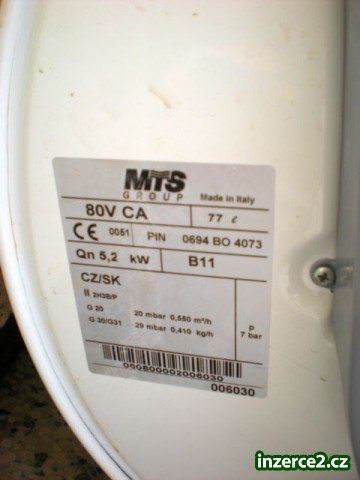 MTS
GROUP
Made in Italy
80V CA 77 ℓ
CE 0051 PIN 0694 BO 4073
Qn 5,2 kW B11
CZ/SK
II 2H3B/P
G 20 20 mbar 0,550 m³/h
G 30/G31 29 mbar 0,410 kg/h
p
7 bar
050800002006030
006030
inzerce2.cz